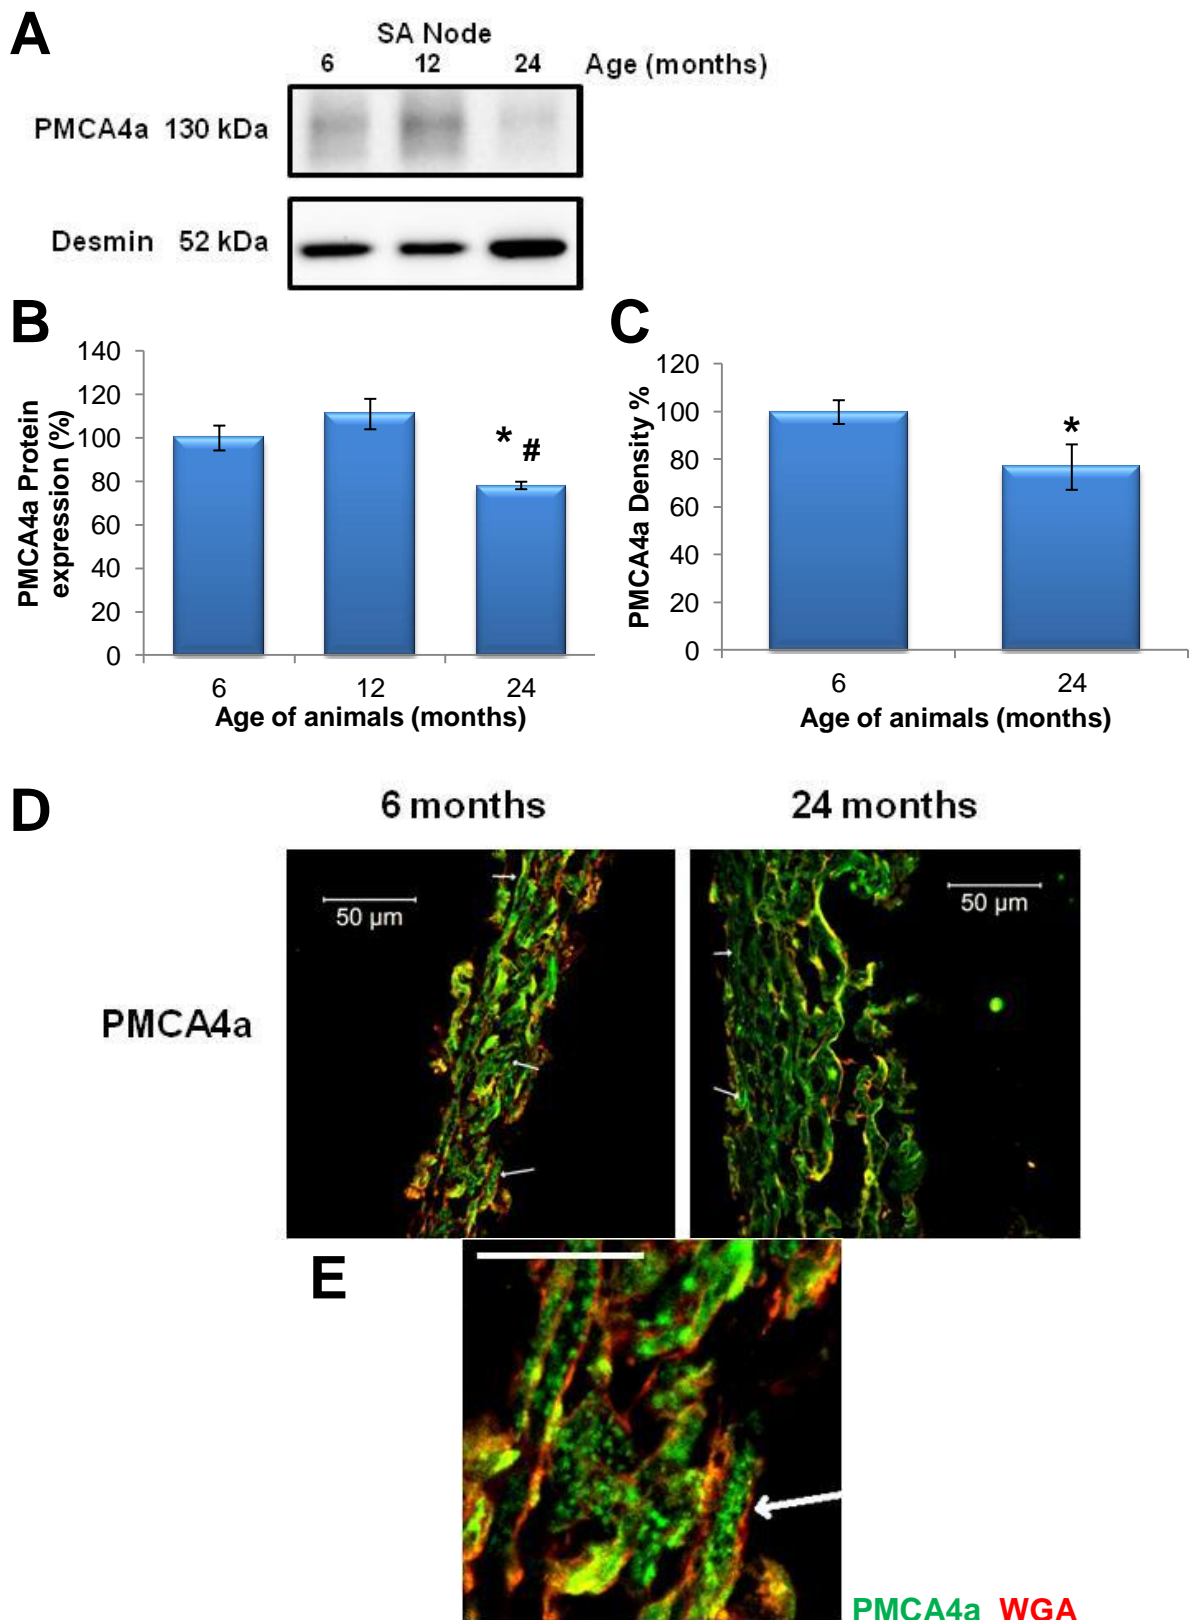 A
SA Node
6 12 24 Age (months)
PMCA4a 130 kDa
Desmin 52 kDa
B
140
120
100
80
60
40
20
0
PMCA4a Protein
expression (%)
* #
6 12 24
Age of animals (months)
C
120
100
80
60
40
20
0
PMCA4a Density %
*
6 24
Age of animals (months)
D
6 months 24 months
PMCA4a
50 µm
50 µm
E
PMCA4a WGA